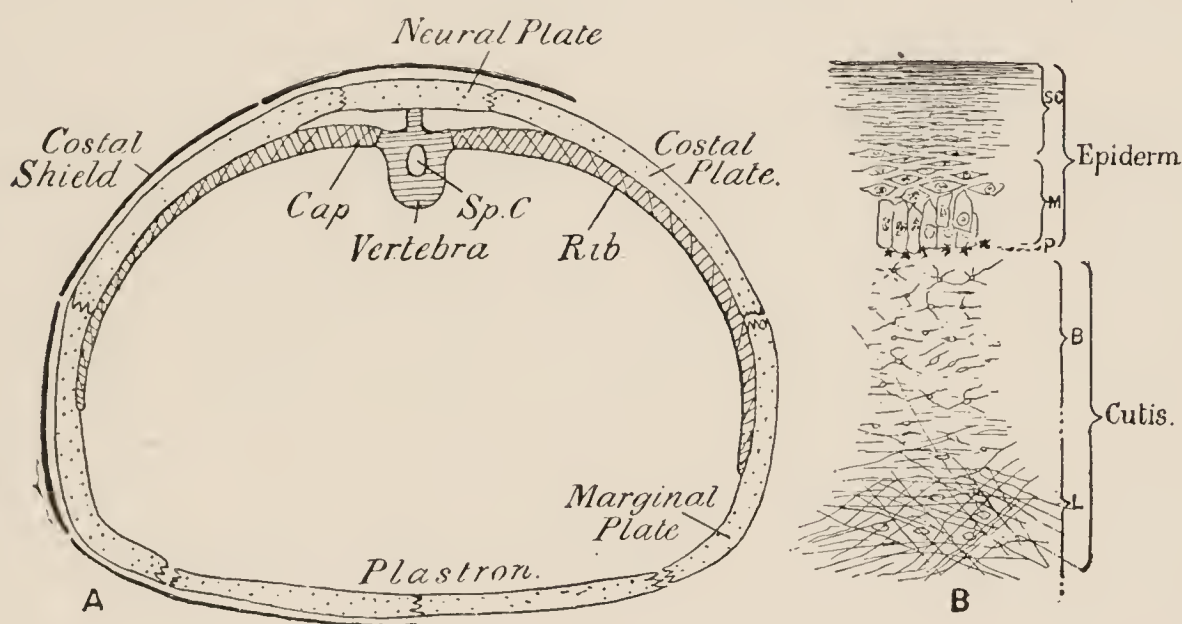 Neural Plate
Costal
Shield
Costal
Plate.
Cap
Sp.C
Vertebra
Rib
Marginal
Plate
Plastron.
A
SC
Epiderm
M
P
B
Cutis.
L
B